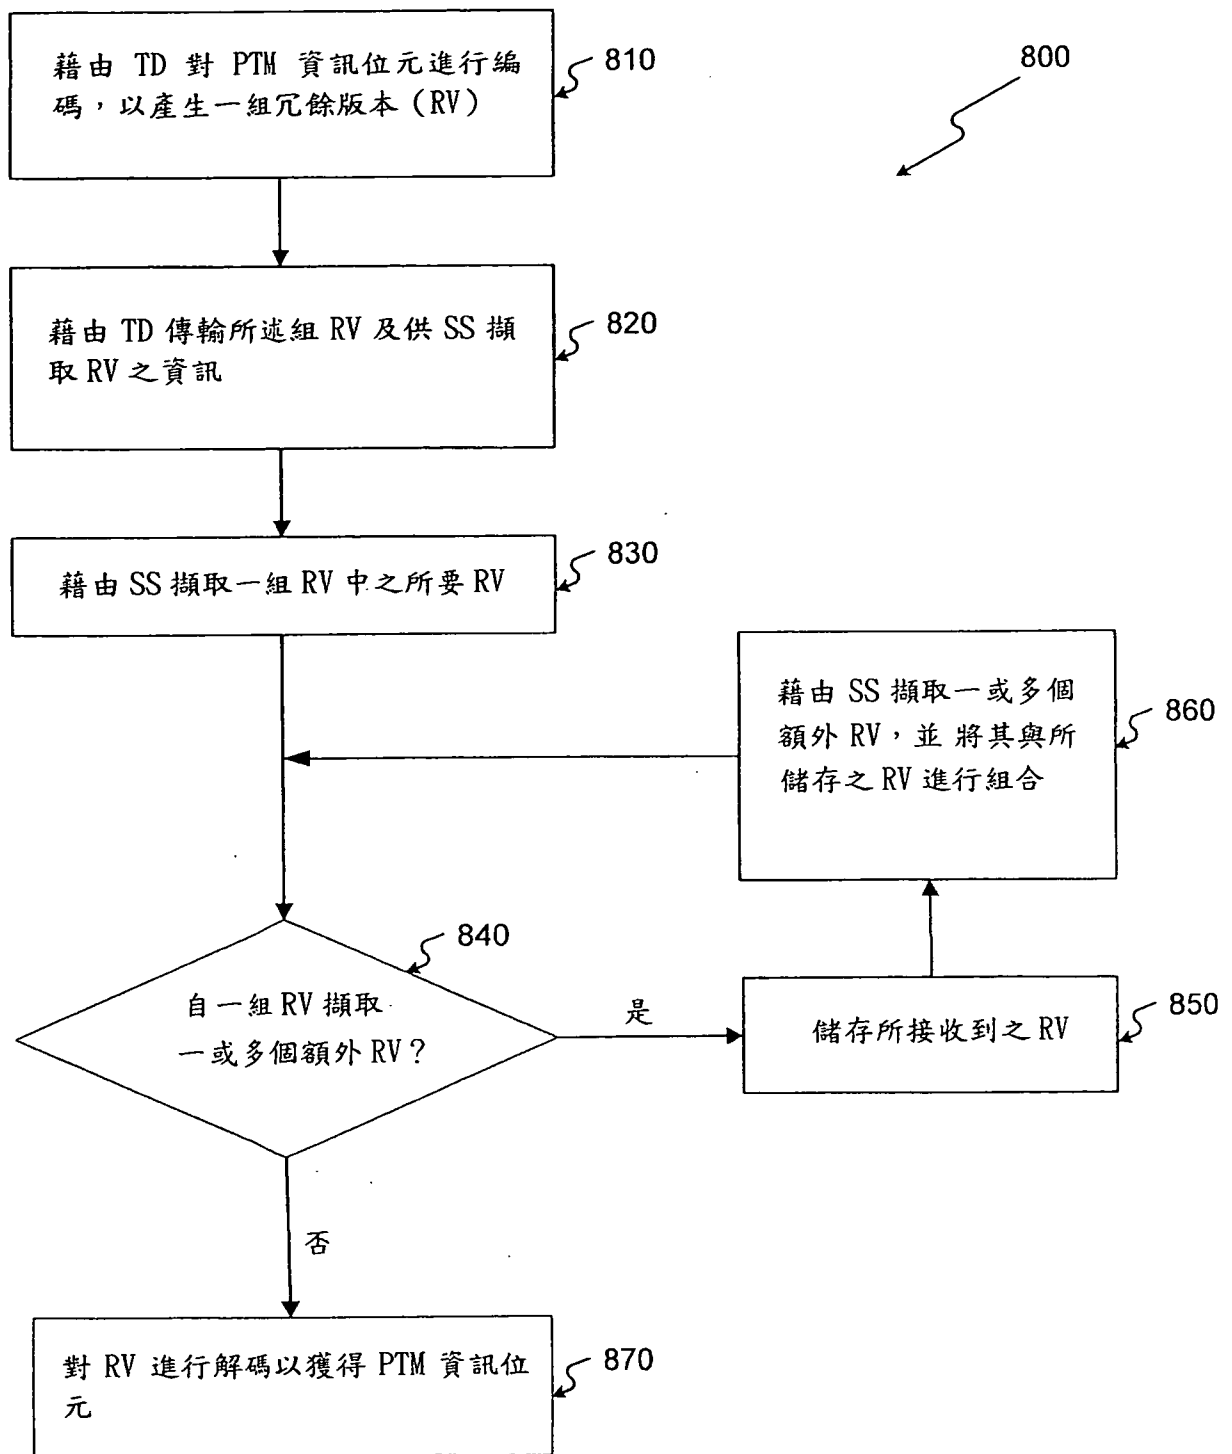 藉由 TD 對 PTM 資訊位元進行編
碼，以產生一組冗餘版本（RV）
810
800
藉由 TD 傳輸所述組 RV 及供 SS 擷
取 RV 之資訊
820
藉由 SS 擷取一組 RV 中之所要 RV
830
藉由 SS 擷取一或多個
額外 RV，並 將其與所
儲存之 RV 進行組合
860
840
自一組 RV 擷取
一或多個額外 RV？
是
儲存所接收到之 RV
850
否
對 RV 進行解碼以獲得 PTM 資訊位
元
870